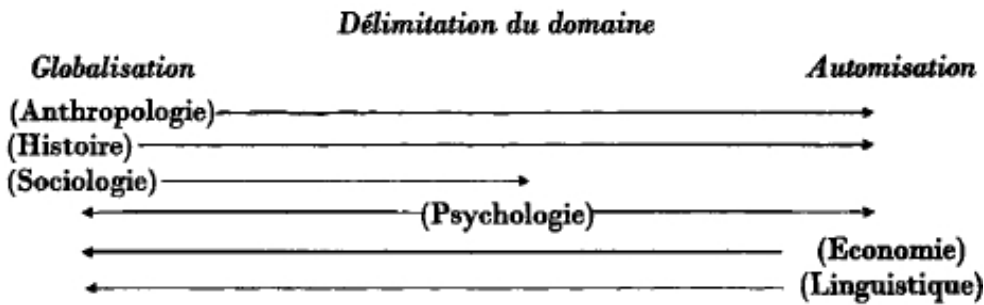 Délimitation du domaine
Globalisation Automisation
(Anthropologie)
(Histoire)
(Sociologie)
(Psychologie)
(Economie)
(Linguistique)